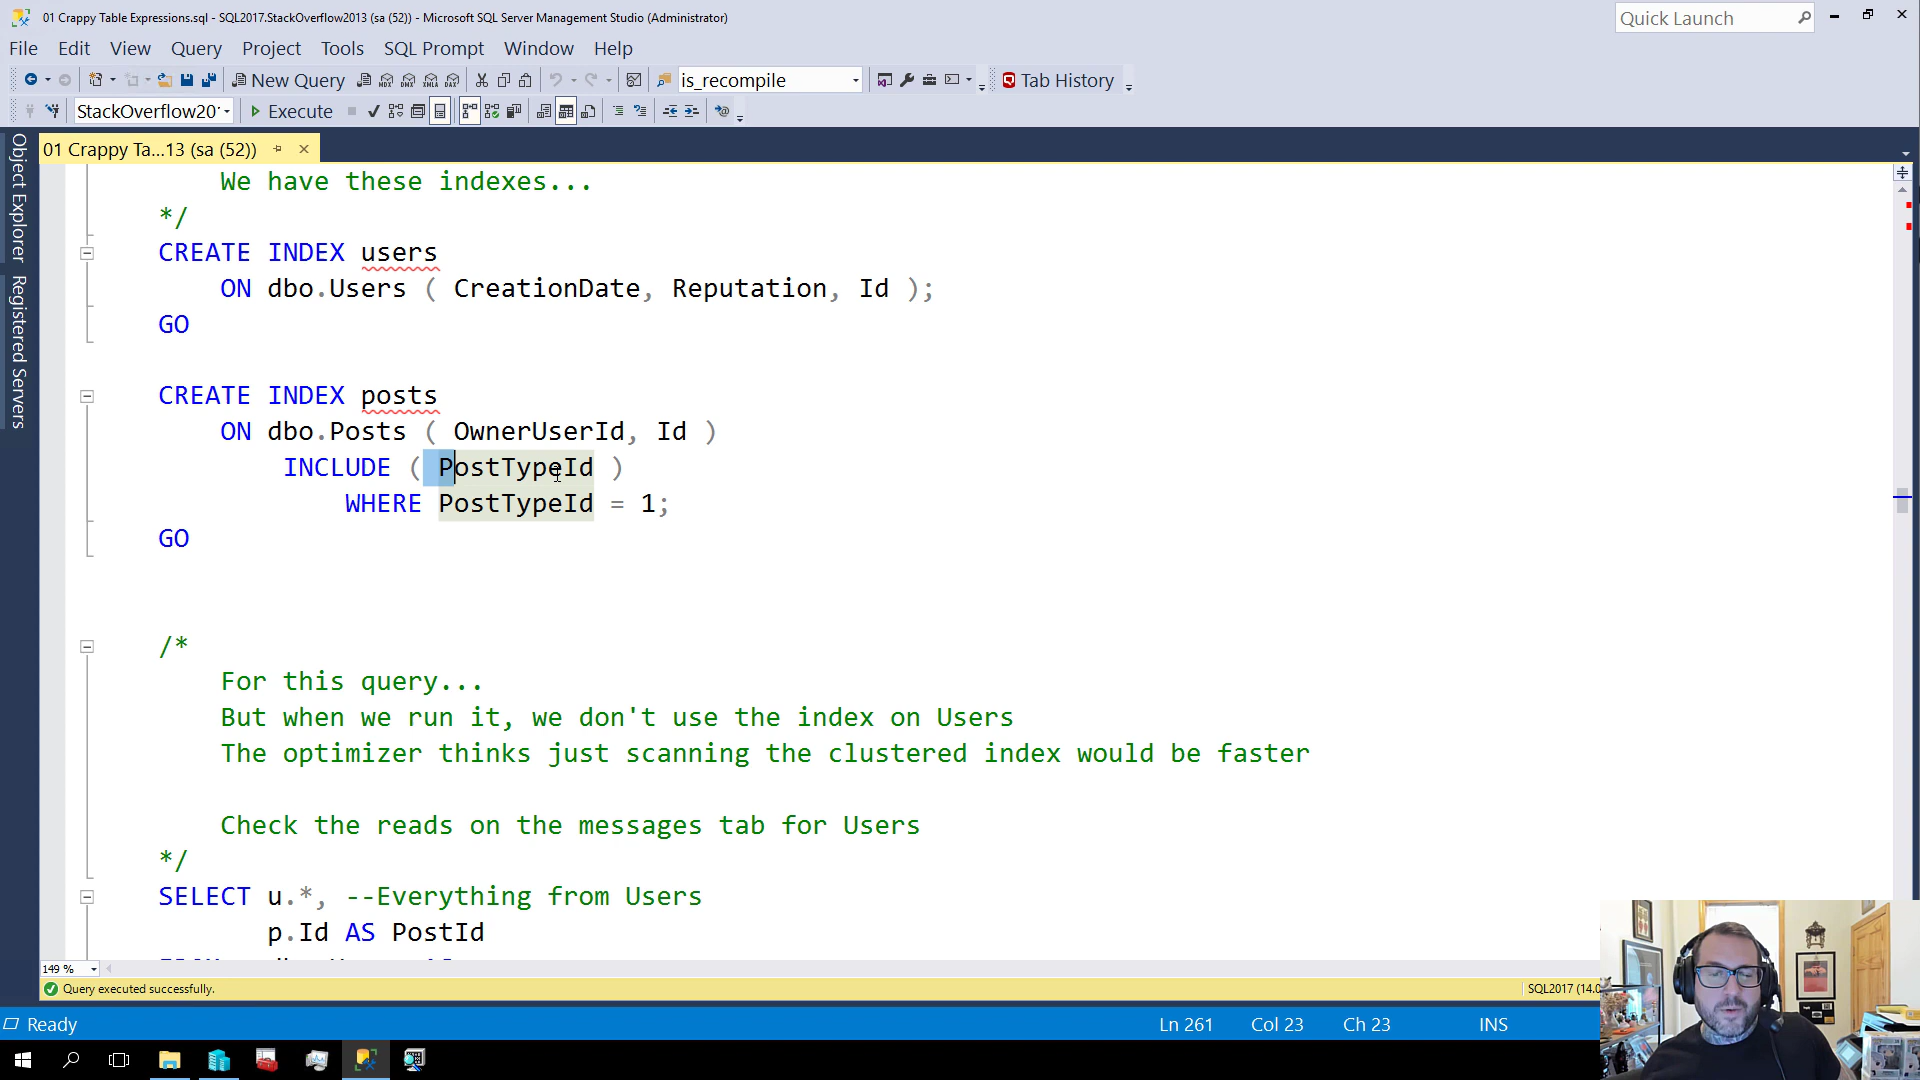 01 Crappy Table Expressions.sql - SQL2017.StackOverflow2013 (sa (52)) - Microsoft SQL Server Management Studio (Administrator)
Quick Launch
File Edit View Query Project Tools SQL Prompt Window Help
New Query
MDX DMX XMLA DAX
is_recompile
Tab History
StackOverflow20
Execute
01 Crappy Ta...13 (sa (52))
Object Explorer
Registered Servers
We have these indexes...
*/
CREATE INDEX users
ON dbo.Users ( CreationDate, Reputation, Id );
GO
CREATE INDEX posts
ON dbo.Posts ( OwnerUserId, Id )
INCLUDE ( PostTypeId )
WHERE PostTypeId = 1;
GO
/*
For this query...
But when we run it, we don't use the index on Users
The optimizer thinks just scanning the clustered index would be faster
Check the reads on the messages tab for Users
*/
SELECT u.*, --Everything from Users
p.Id AS PostId
149 %
Query executed successfully.
SQL2017 (14.0
Ready
Ln 261 Col 23 Ch 23 INS